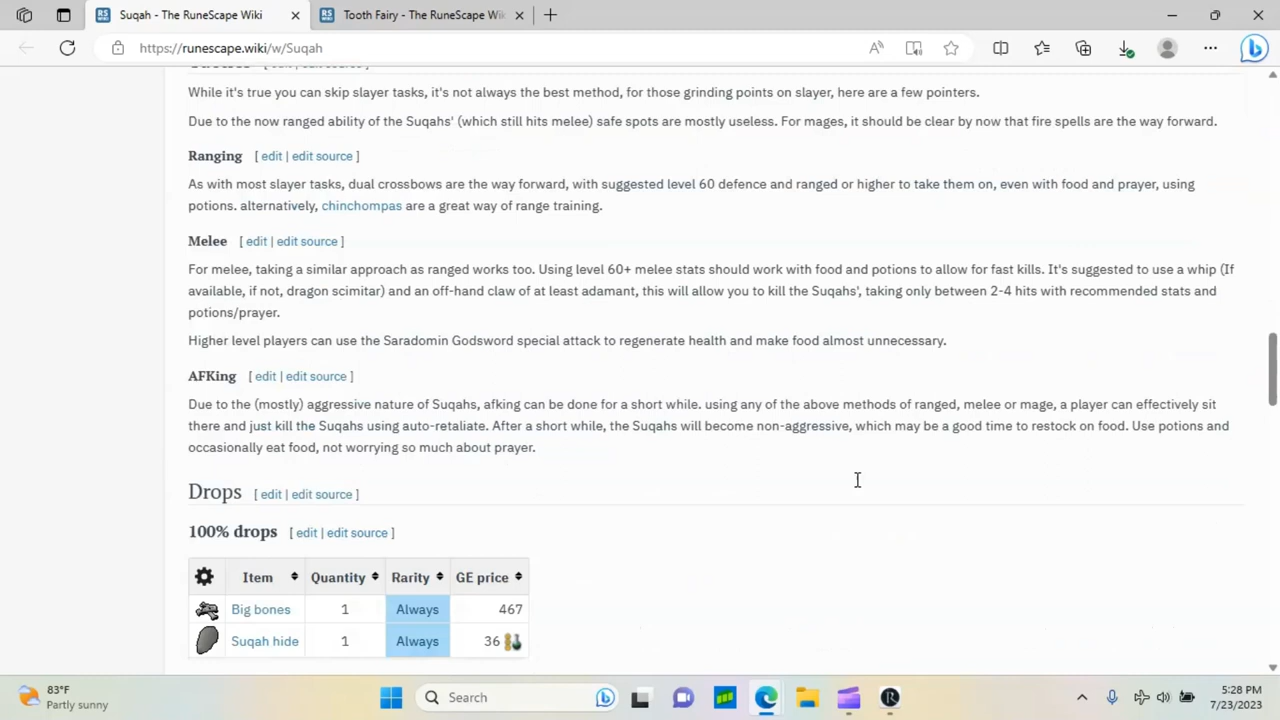 Suqah - The RuneScape Wiki
Tooth Fairy - The RuneScape Wik
https://runescape.wiki/w/Suqah
[ edit | edit source ]
While it's true you can skip slayer tasks, it's not always the best method, for those grinding points on slayer, here are a few pointers.
Due to the now ranged ability of the Suqahs' (which still hits melee) safe spots are mostly useless. For mages, it should be clear by now that fire spells are the way forward.
Ranging [ edit | edit source ]
As with most slayer tasks, dual crossbows are the way forward, with suggested level 60 defence and ranged or higher to take them on, even with food and prayer, using
potions. alternatively, chinchompas are a great way of range training.
Melee [ edit | edit source ]
For melee, taking a similar approach as ranged works too. Using level 60+ melee stats should work with food and potions to allow for fast kills. It's suggested to use a whip (If
available, if not, dragon scimitar) and an off-hand claw of at least adamant, this will allow you to kill the Suqahs', taking only between 2-4 hits with recommended stats and
potions/prayer.
Higher level players can use the Saradomin Godsword special attack to regenerate health and make food almost unnecessary.
AFKing [ edit | edit source ]
Due to the (mostly) aggressive nature of Suqahs, afking can be done for a short while. using any of the above methods of ranged, melee or mage, a player can effectively sit
there and just kill the Suqahs using auto-retaliate. After a short while, the Suqahs will become non-aggressive, which may be a good time to restock on food. Use potions and
occasionally eat food, not worrying so much about prayer.
Drops [ edit | edit source ]
100% drops [ edit | edit source ]
Item Quantity Rarity GE price
Big bones 1 Always 467
Suqah hide 1 Always 36
83°F
Partly sunny
Search
5:28 PM
7/23/2023